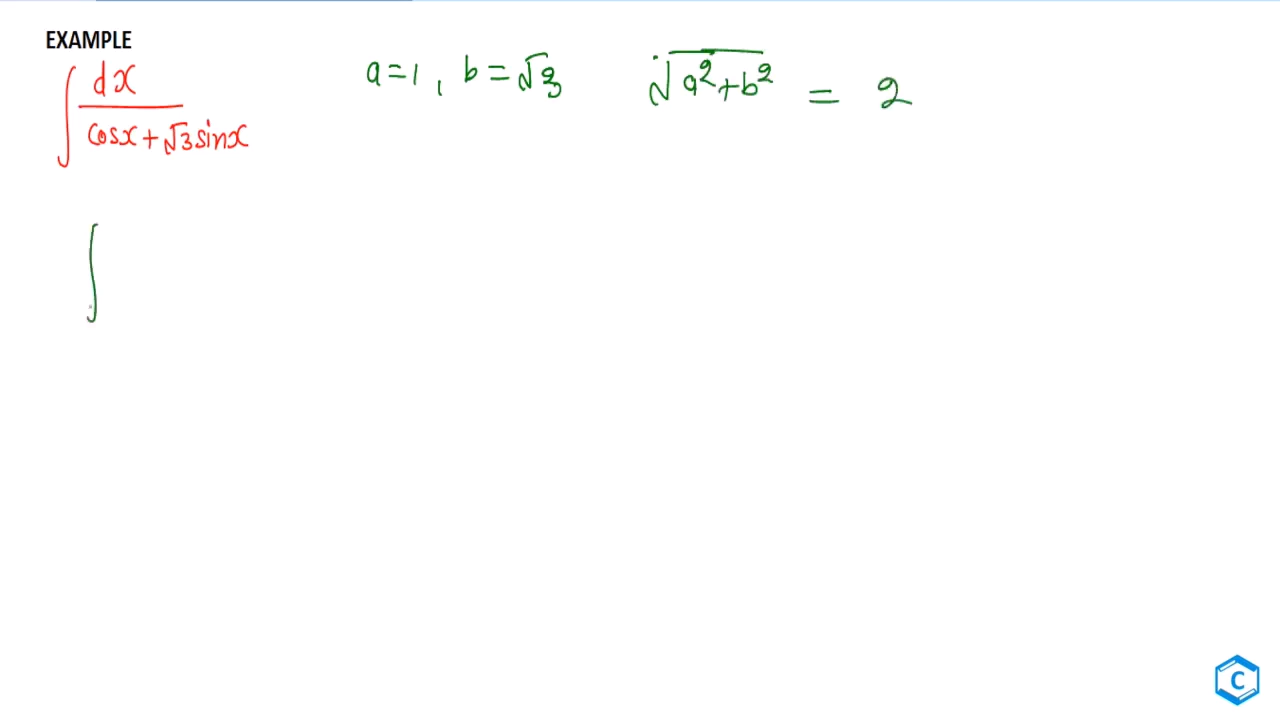 EXAMPLE
∫ dx / (cosx + √3 sinx)
a = 1 , b = √3
√(a² + b²) = 2
∫
C